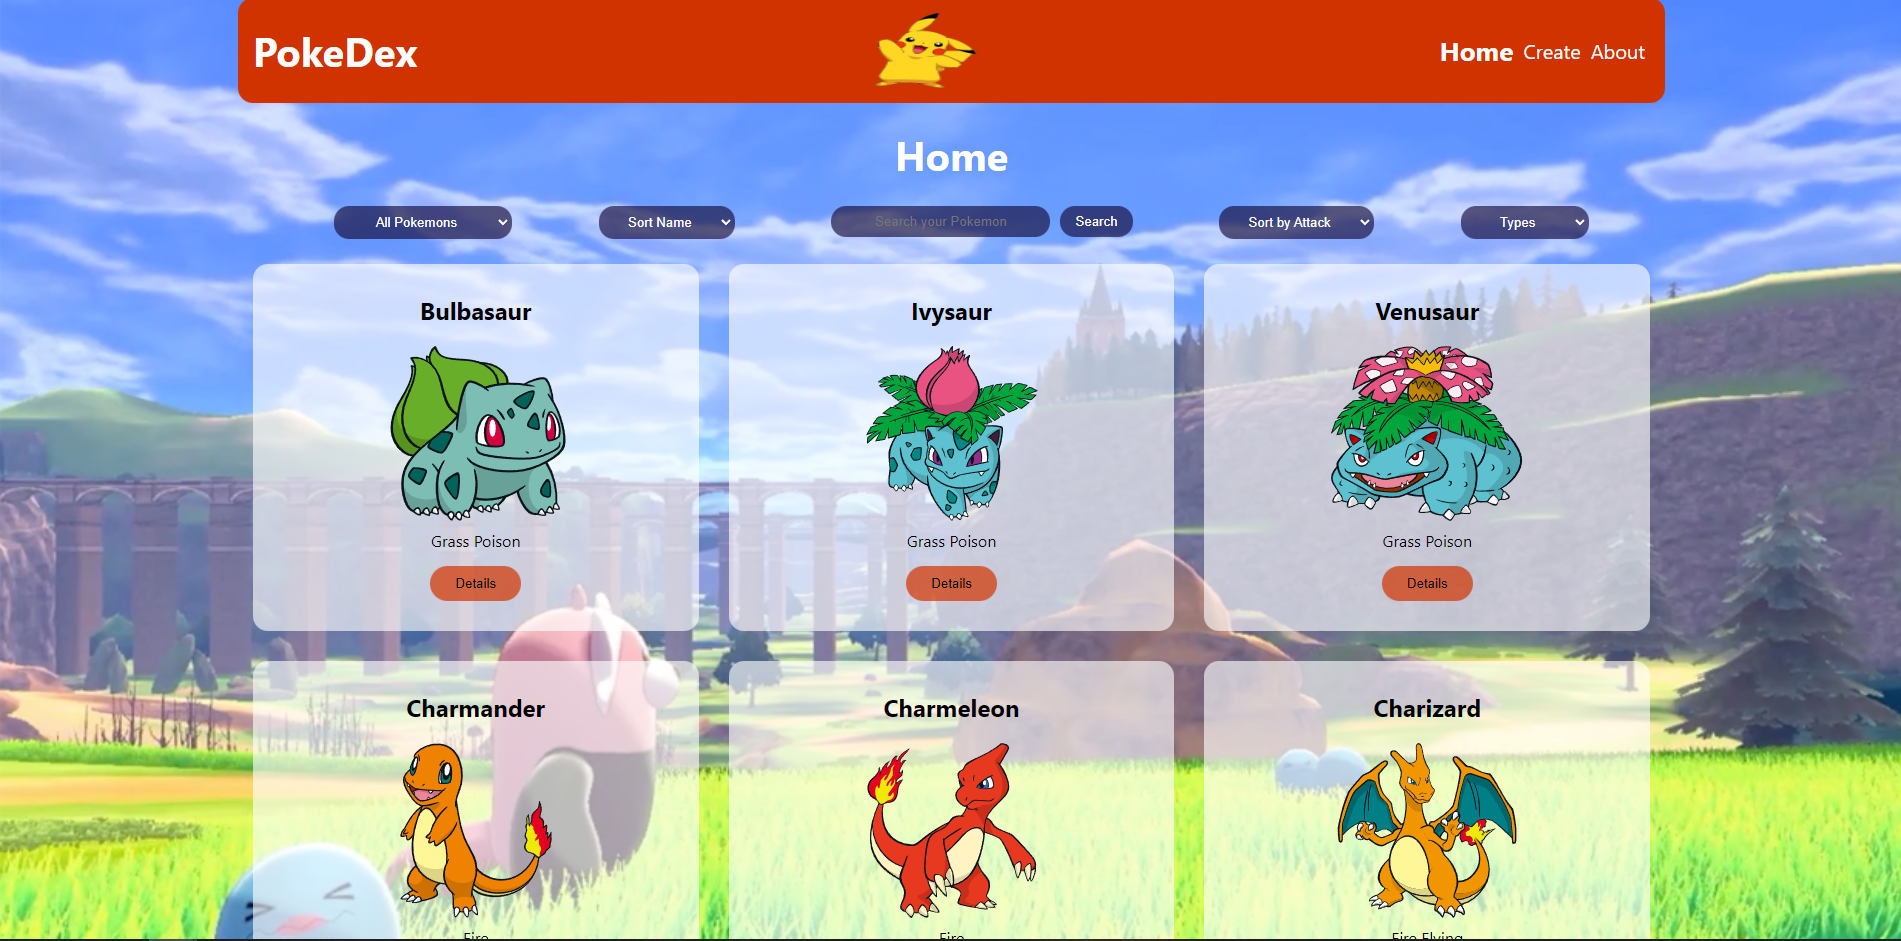 PokeDex
Home Create About
Home
All Pokemons
Sort Name
Search your Pokemon
Search
Sort by Attack
Types
Bulbasaur
Ivysaur
Venusaur
Grass Poison
Grass Poison
Grass Poison
Details
Details
Details
Charmander
Charmeleon
Charizard
Fire
Fire
Fire Flying